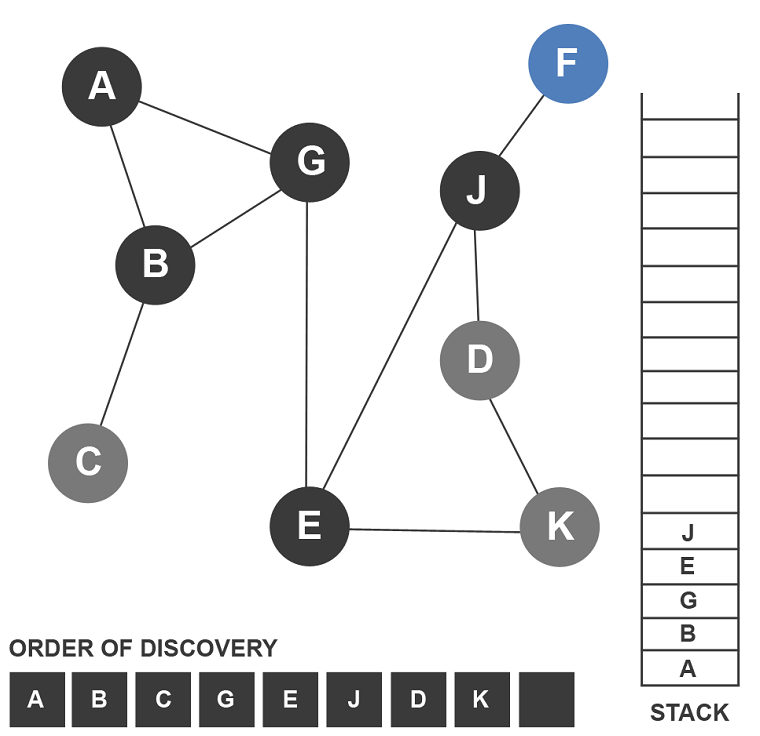 F
A
G
J
B
D
C
E
K
J
E
G
B
A
ORDER OF DISCOVERY
A B C G E J D K
STACK